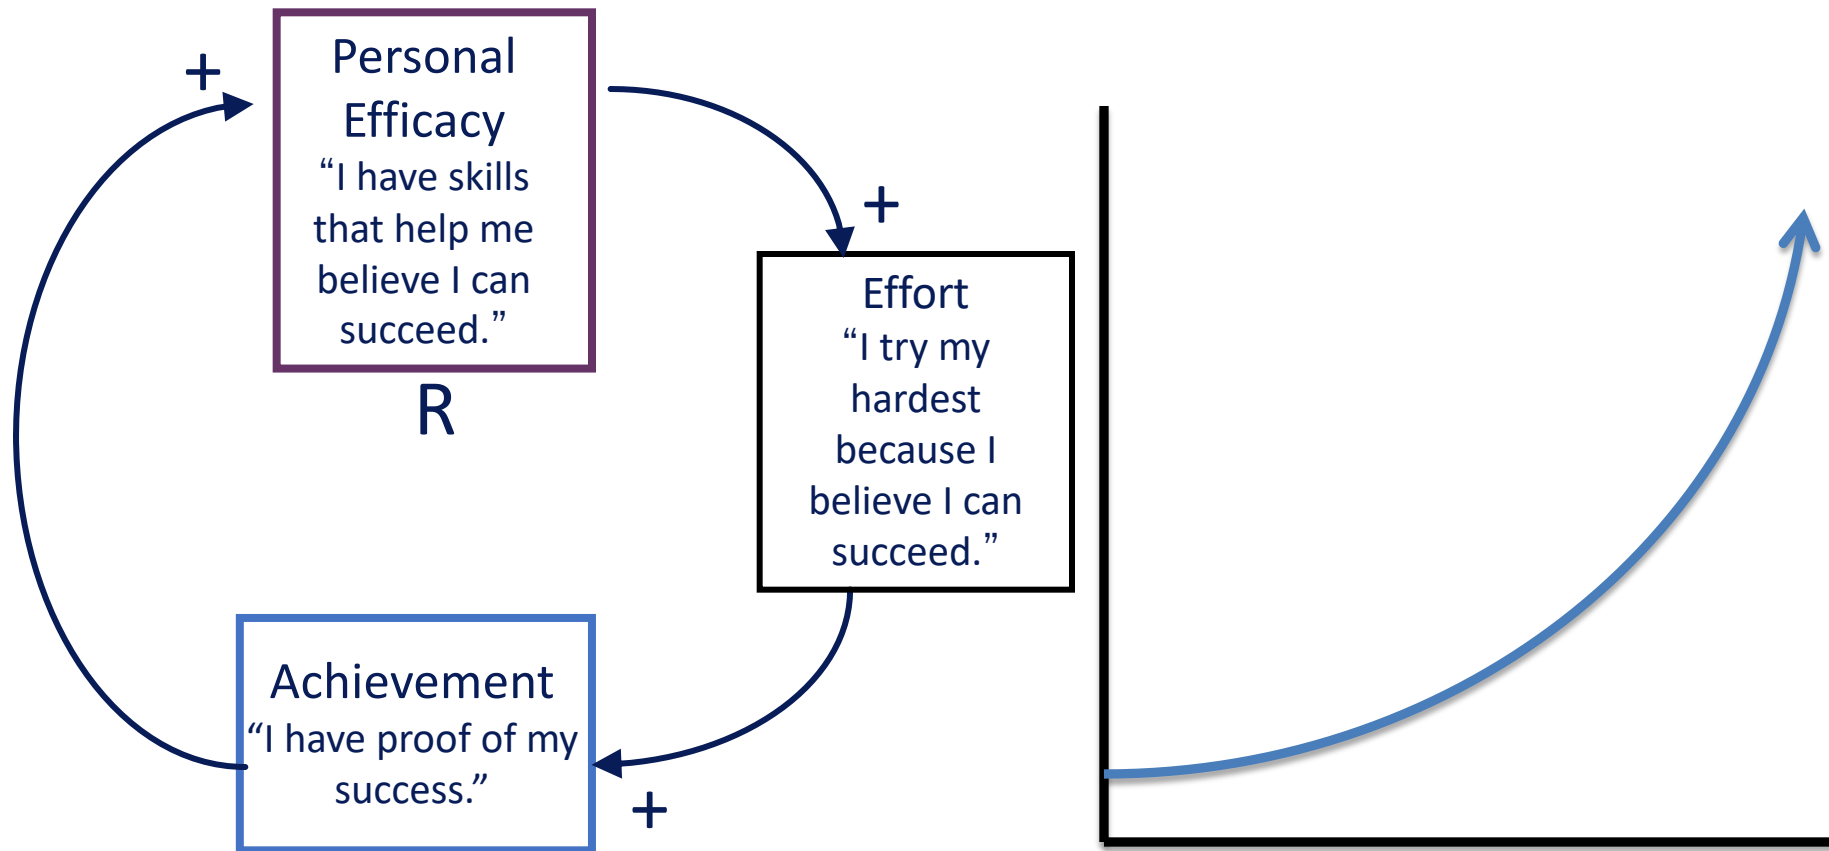 +
Personal
Efficacy
“I have skills
that help me
believe I can
succeed.”
R
+
Effort
“I try my
hardest
because I
believe I can
succeed.”
Achievement
“I have proof of my
success.”
+